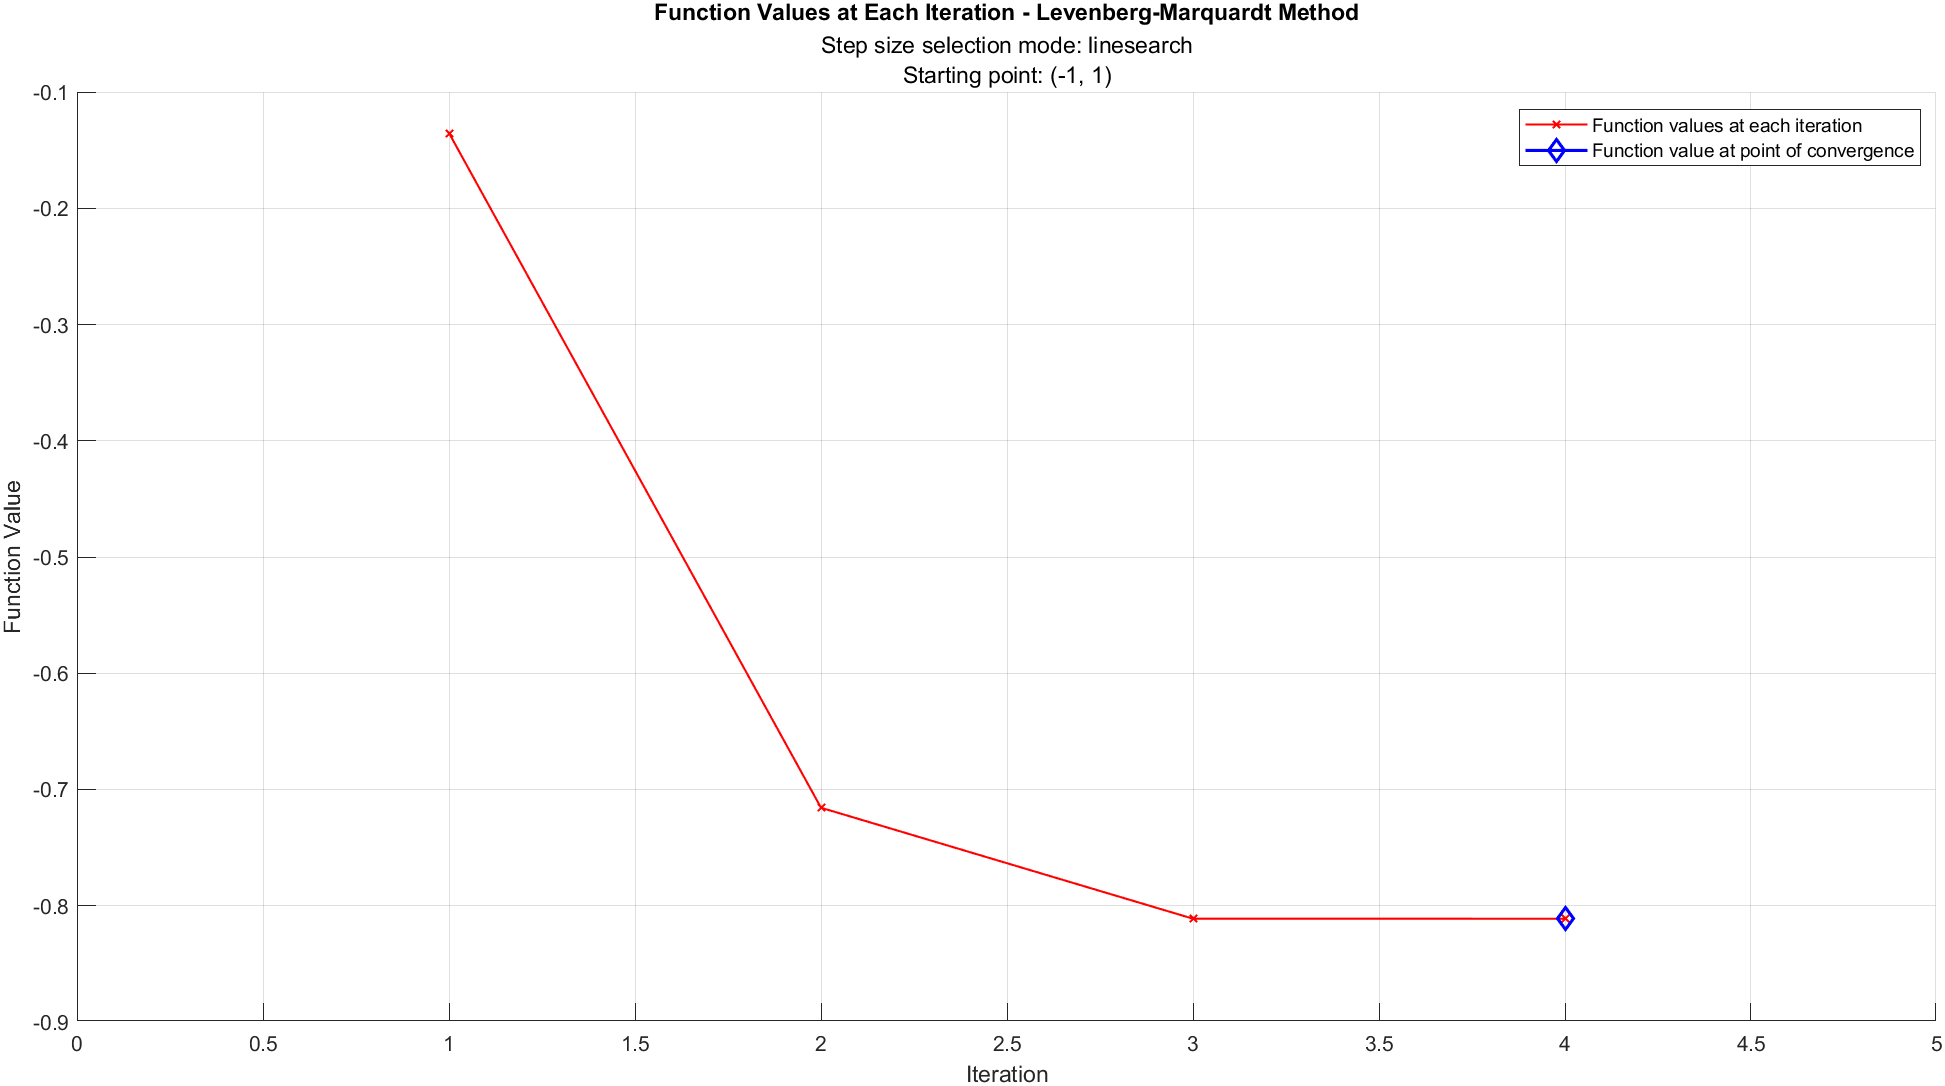 Function Values at Each Iteration - Levenberg-Marquardt Method
Step size selection mode: linesearch
Starting point: (-1, 1)
Function values at each iteration
Function value at point of convergence
-0.1
-0.2
-0.3
-0.4
-0.5
-0.6
-0.7
-0.8
-0.9
Function Value
0 0.5 1 1.5 2 2.5 3 3.5 4 4.5 5
Iteration